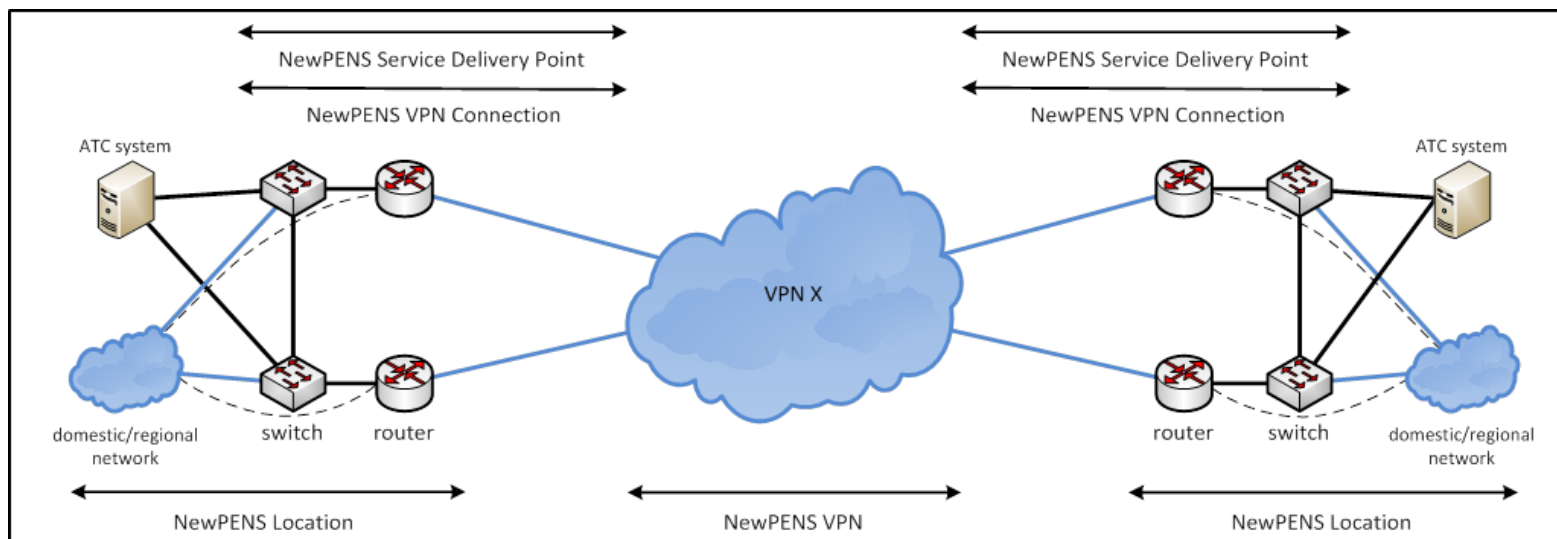 NewPENS Service Delivery Point
NewPENS Service Delivery Point
NewPENS VPN Connection
NewPENS VPN Connection
ATC system
ATC system
VPN X
domestic/regional
network
switch
router
router
switch
domestic/regional
network
NewPENS Location
NewPENS VPN
NewPENS Location